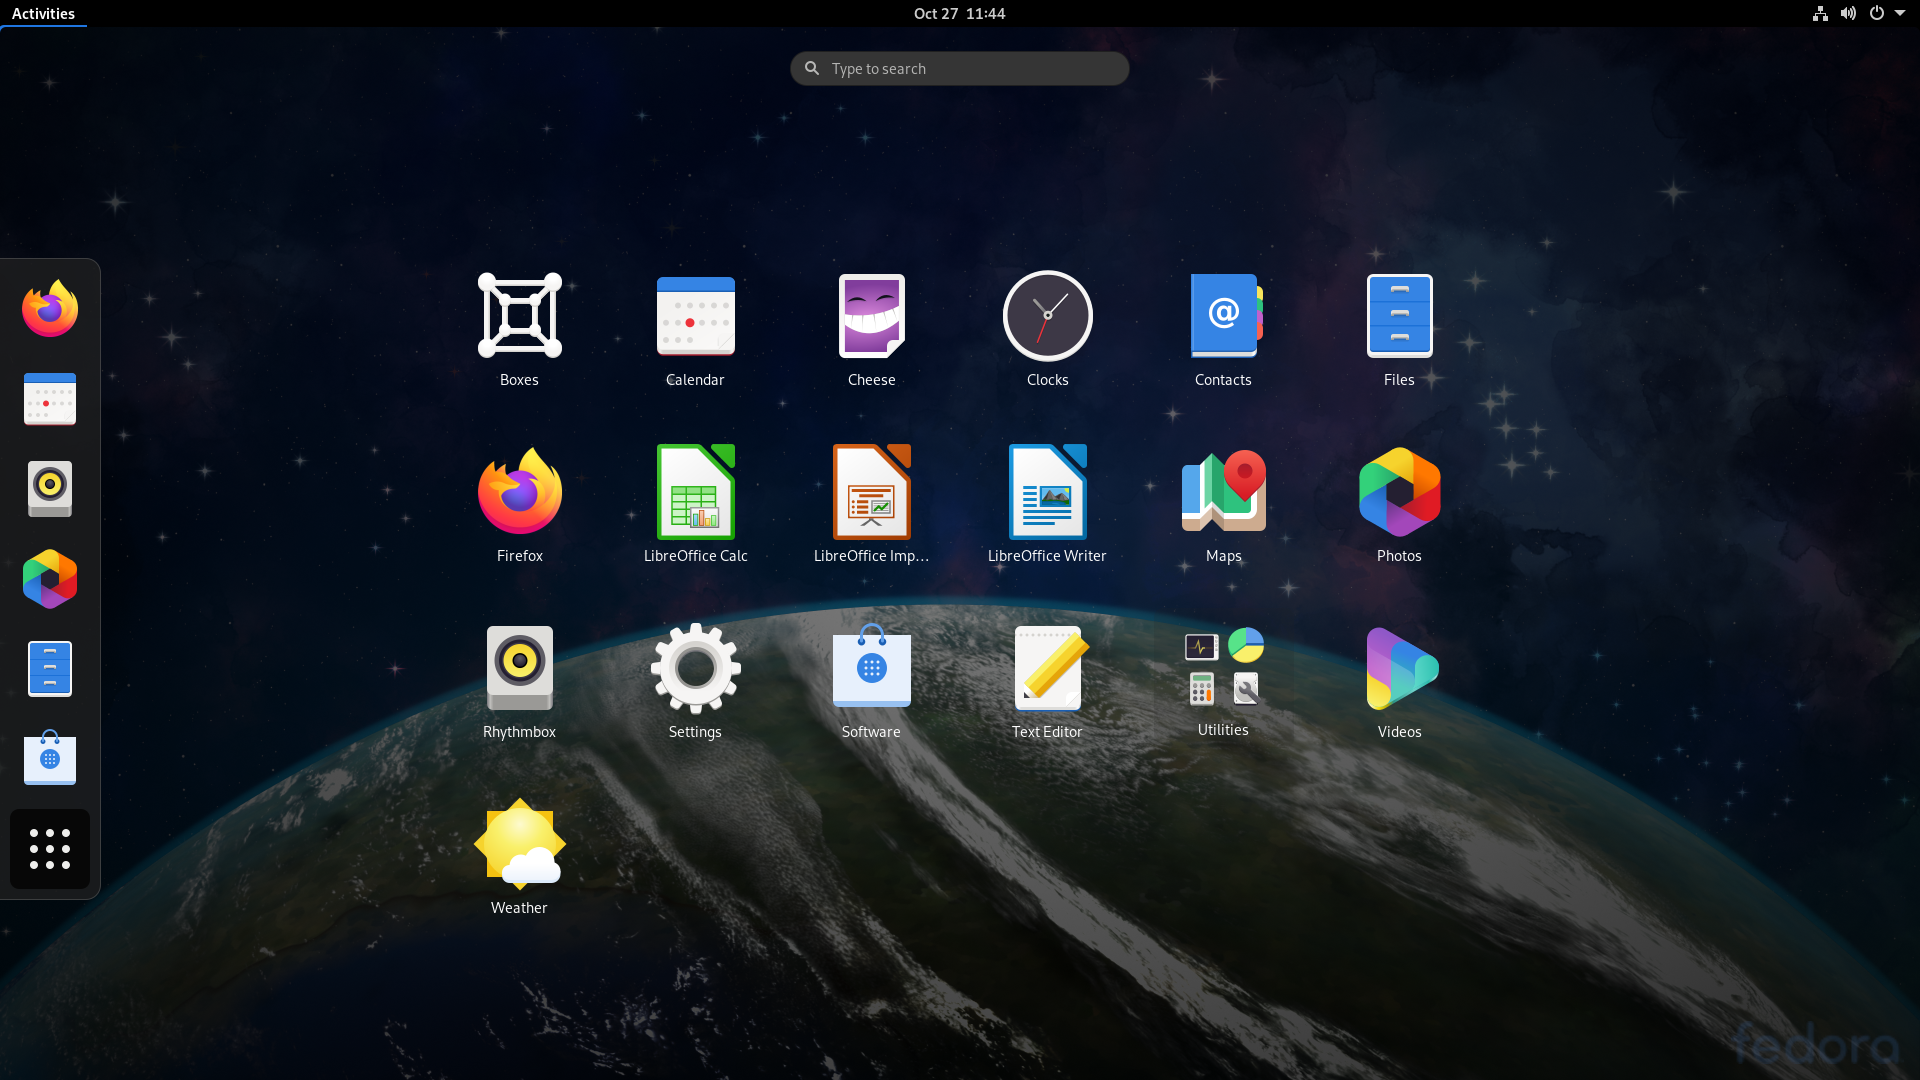 Activities
Oct 27 11:44
Type to search
Boxes
Calendar
Cheese
Clocks
Contacts
Files
Firefox
LibreOffice Calc
LibreOffice Imp...
LibreOffice Writer
Maps
Photos
Rhythmbox
Settings
Software
Text Editor
Utilities
Videos
Weather
fedora